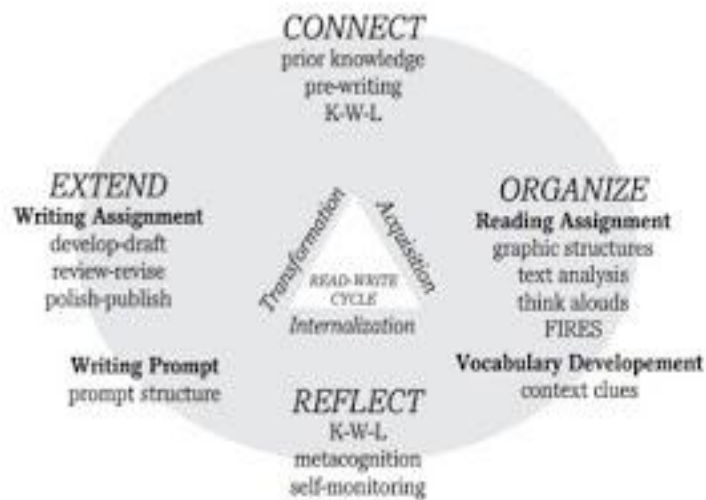 CONNECT
prior knowledge
pre-writing
K-W-L
EXTEND
Writing Assignment
develop-draft
review-revise
polish-publish
Writing Prompt
prompt structure
Transformation
Acquisition
READ-WRITE
CYCLE
Internalization
ORGANIZE
Reading Assignment
graphic structures
text analysis
think alouds
FIRES
Vocabulary Developement
context clues
REFLECT
K-W-L
metacognition
self-monitoring